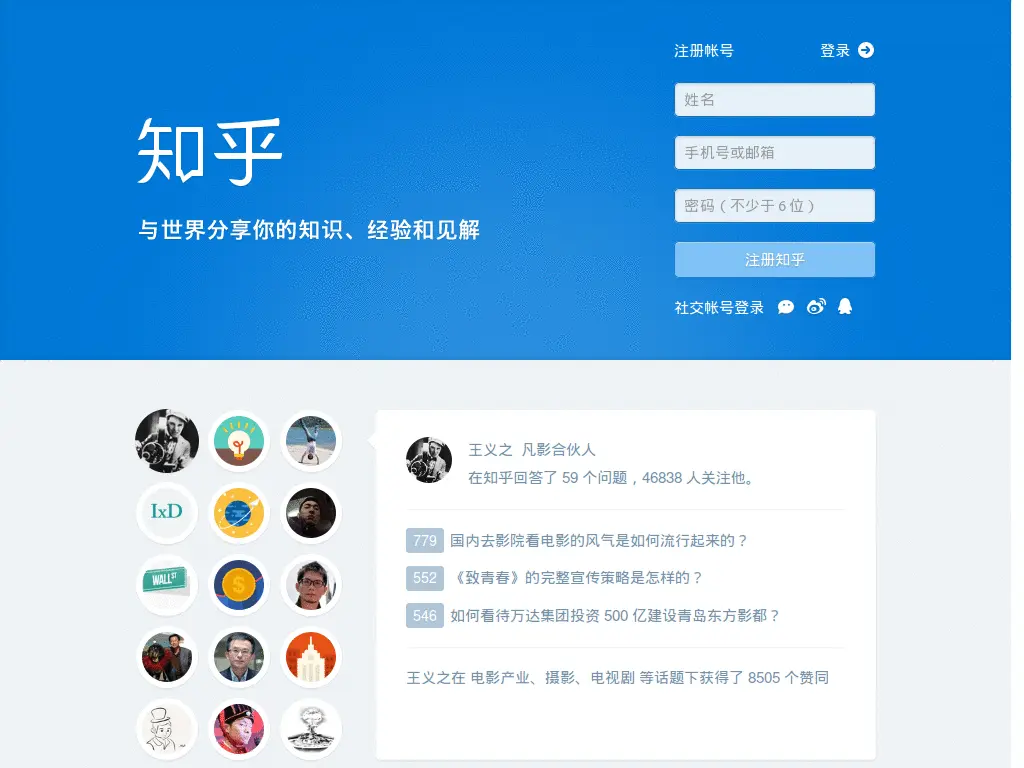 注册帐号 登录
姓名
手机号或邮箱
密码（不少于 6 位）
注册知乎
社交帐号登录
知乎
与世界分享你的知识、经验和见解
IxD
WALL ST
王义之 凡影合伙人
在知乎回答了 59 个问题，46838 人关注他。
779 国内去影院看电影的风气是如何流行起来的？
552 《致青春》的完整宣传策略是怎样的？
546 如何看待万达集团投资 500 亿建设青岛东方影都？
王义之在 电影产业、摄影、电视剧 等话题下获得了 8505 个赞同